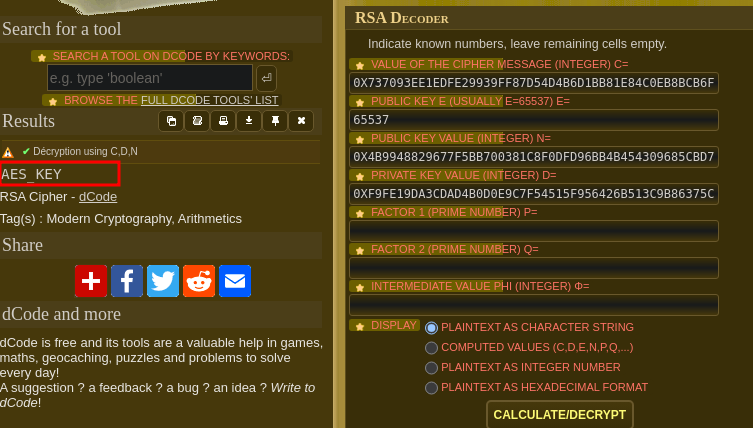 Search for a tool
SEARCH A TOOL ON DCODE BY KEYWORDS:
e.g. type 'boolean'
BROWSE THE FULL DCODE TOOLS' LIST
Results
Décryption using C,D,N
AES_KEY
RSA Cipher - dCode
Tag(s) : Modern Cryptography, Arithmetics
Share
dCode and more
dCode is free and its tools are a valuable help in games,
maths, geocaching, puzzles and problems to solve
every day!
A suggestion ? a feedback ? a bug ? an idea ? Write to
dCode!
RSA Decoder
Indicate known numbers, leave remaining cells empty.
VALUE OF THE CIPHER MESSAGE (INTEGER) C=
0X737093EE1EDFE29939FF87D54D4B6D1BB81E84C0EB8BCB6F
PUBLIC KEY E (USUALLY E=65537) E=
65537
PUBLIC KEY VALUE (INTEGER) N=
0X4B9948829677F5BB700381C8F0DFD96BB4B454309685CBD7
PRIVATE KEY VALUE (INTEGER) D=
0XF9FE19DA3CDAD4B0D0E9C7F54515F956426B513C9B86375C
FACTOR 1 (PRIME NUMBER) P=
FACTOR 2 (PRIME NUMBER) Q=
INTERMEDIATE VALUE PHI (INTEGER) Φ=
DISPLAY
PLAINTEXT AS CHARACTER STRING
COMPUTED VALUES (C,D,E,N,P,Q,...)
PLAINTEXT AS INTEGER NUMBER
PLAINTEXT AS HEXADECIMAL FORMAT
CALCULATE/DECRYPT